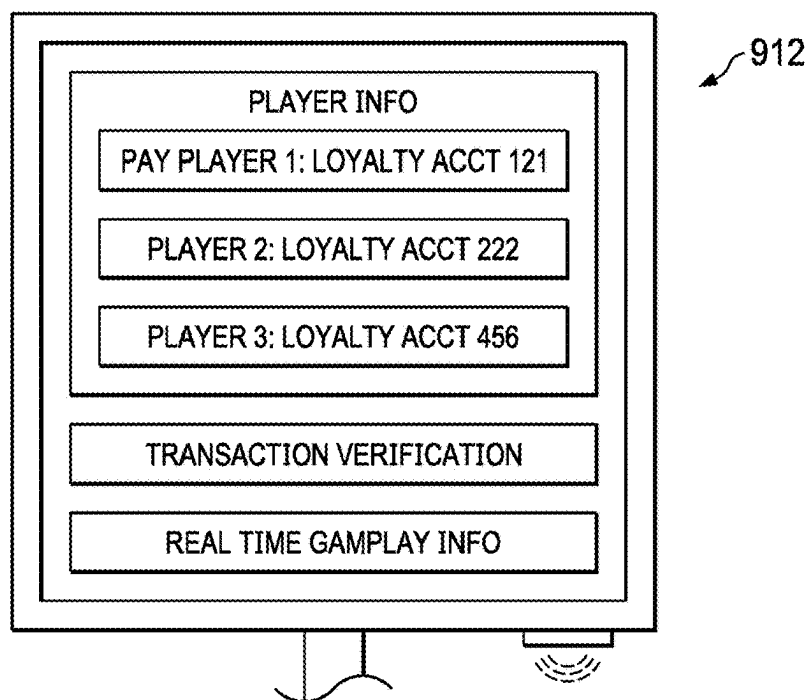 912
PLAYER INFO
PAY PLAYER 1: LOYALTY ACCT 121
PLAYER 2: LOYALTY ACCT 222
PLAYER 3: LOYALTY ACCT 456
TRANSACTION VERIFICATION
REAL TIME GAMPLAY INFO